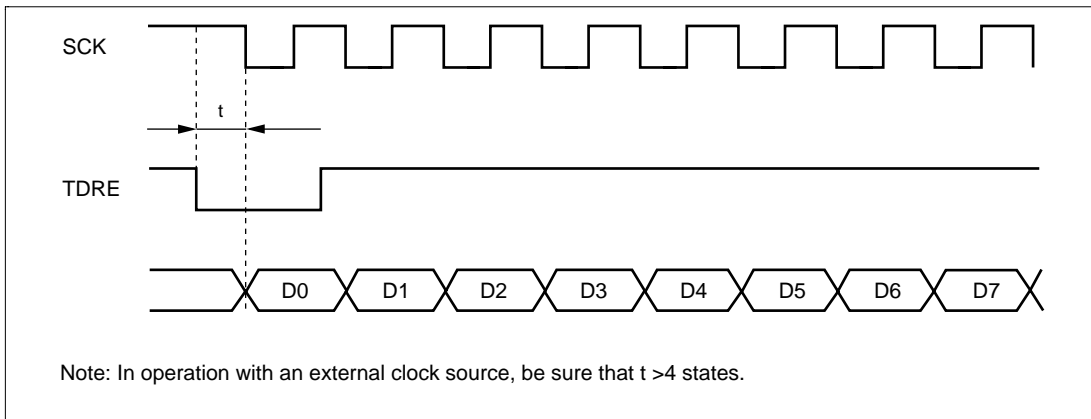 SCK
t
TDRE
D0 D1 D2 D3 D4 D5 D6 D7
Note: In operation with an external clock source, be sure that t >4 states.